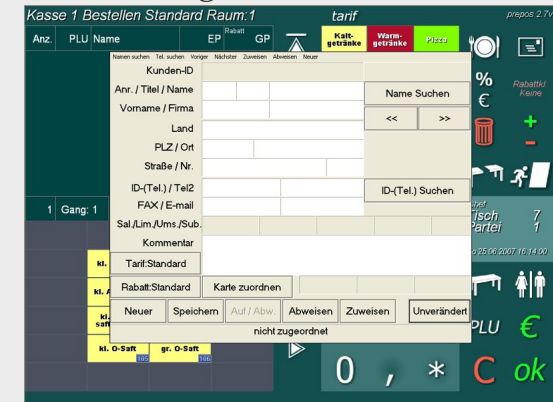 Kasse 1 Bestellen Standard Raum:1 tarif prepos 2.7v
Anz. PLU Name EP Rabatt GP
Kalt-getränke Warm-getränke Pizza
Namen suchen Tel. suchen Voriger Nächster Zuweisen Abweisen Neuer
Kunden-ID
Anr. / Titel / Name
Name Suchen
Vorname / Firma
<< >>
Land
PLZ / Ort
Straße / Nr.
ID-(Tel.) / Tel2
ID-(Tel.) Suchen
FAX / E-mail
Sal./Lim./Ums./Sub.
Kommentar
Tarif:Standard
Rabatt:Standard Karte zuordnen
Neuer Speichern Auf / Abw. Abweisen Zuweisen Unverändert
nicht zugeordnet
% Rabattkl
€ Keine
+
-
1 Gang: 1
isch 7
Partei 1
25.06.2007 16:14:00
kl.
kl.
kl.
saft
kl. O-Saft gr. O-Saft
105 106
PLU €
0 , * C ok